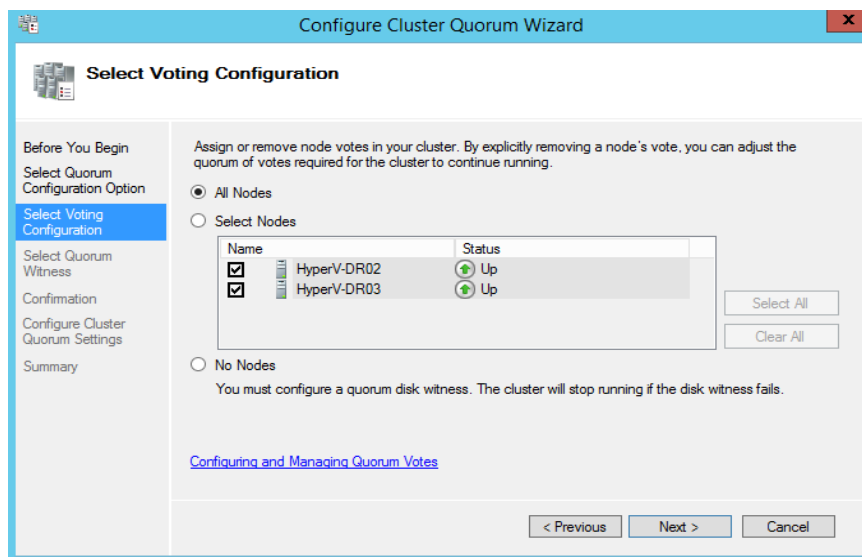 Configure Cluster Quorum Wizard
x
Select Voting Configuration
Before You Begin
Select Quorum
Configuration Option
Select Voting
Configuration
Select Quorum
Witness
Confirmation
Configure Cluster
Quorum Settings
Summary
Assign or remove node votes in your cluster. By explicitly removing a node's vote, you can adjust the
quorum of votes required for the cluster to continue running.
All Nodes
Select Nodes
Name Status
HyperV-DR02 Up
HyperV-DR03 Up
Select All
Clear All
No Nodes
You must configure a quorum disk witness. The cluster will stop running if the disk witness fails.
Configuring and Managing Quorum Votes
< Previous Next > Cancel